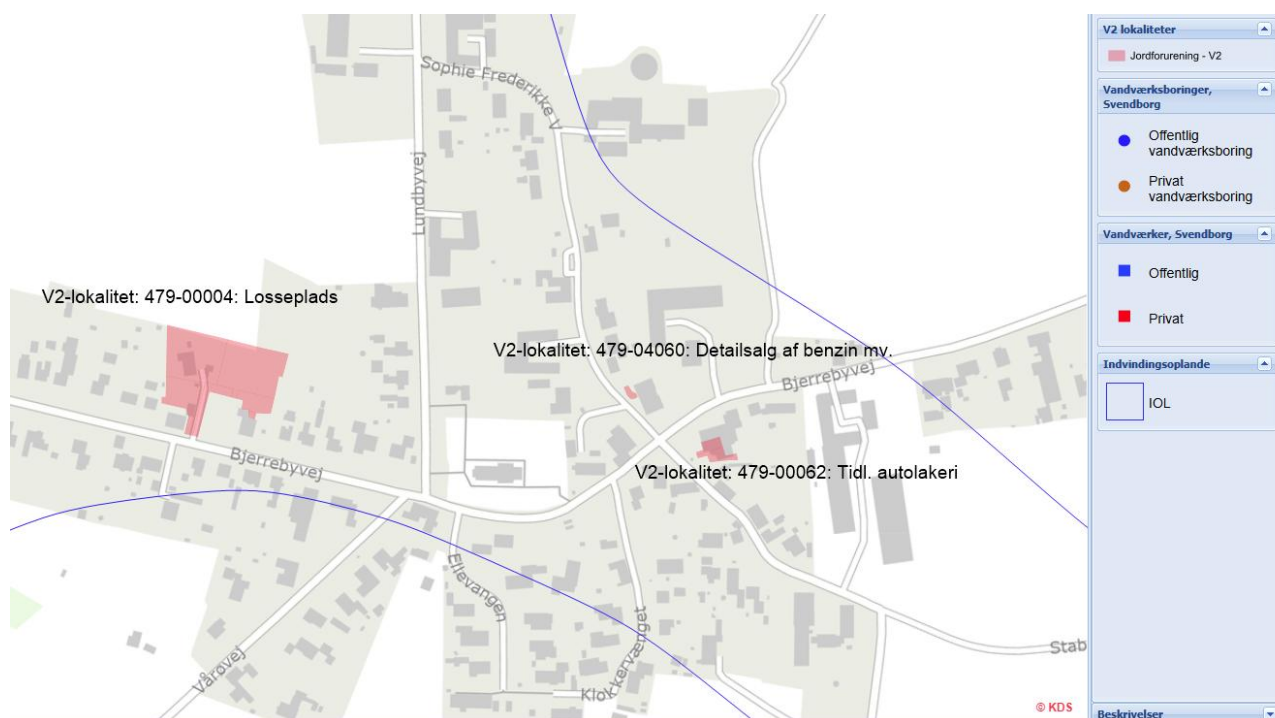 Sophie Frederikke V
Lundbyvej
V2-lokalitet: 479-00004: Losseplads
V2-lokalitet: 479-04060: Detailsalg af benzin mv.
Bjerrebyvej
V2-lokalitet: 479-00062: Tidl. autolakeri
Bjerrebyvej
Ellevangen
Klokkervænget
Vårøvej
Stab
© KDS
V2 lokaliteter
Jordforurening - V2
Vandværksboringer,
Svendborg
Offentlig
vandværksboring
Privat
vandværksboring
Vandværker, Svendborg
Offentlig
Privat
Indvindingsoplande
IOL
Beskrivelser